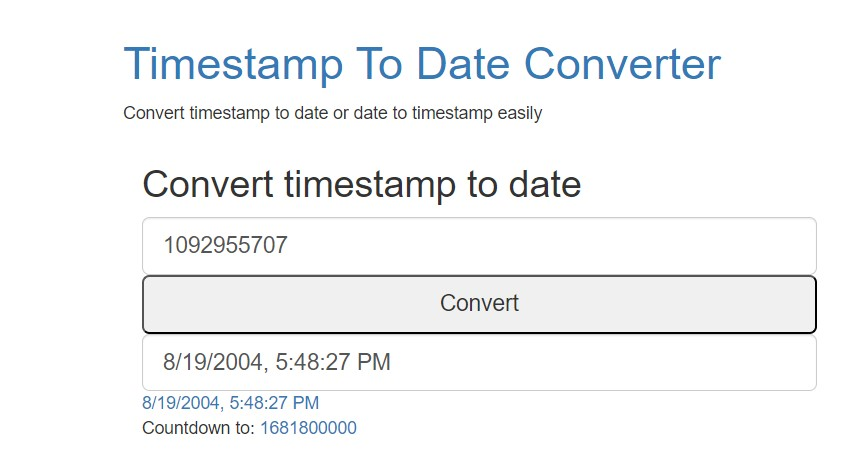 Timestamp To Date Converter
Convert timestamp to date or date to timestamp easily
Convert timestamp to date
1092955707
Convert
8/19/2004, 5:48:27 PM
8/19/2004, 5:48:27 PM
Countdown to: 1681800000